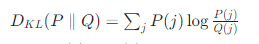 $D_{KL}(P \parallel Q) = \sum_j P(j) \log \frac{P(j)}{Q(j)}$